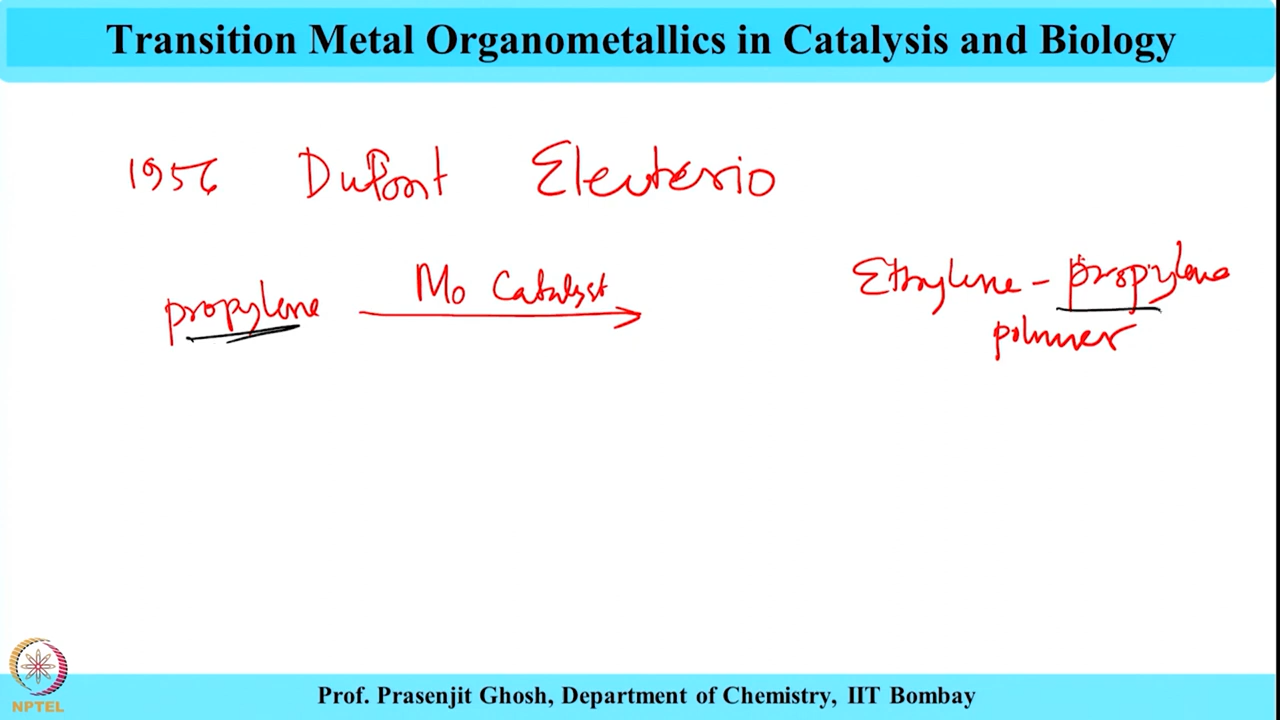 Transition Metal Organometallics in Catalysis and Biology
1956 DuPont Eleuterio
propylene Mo Catalyst Ethylene - propylene
polymer
NPTEL
Prof. Prasenjit Ghosh, Department of Chemistry, IIT Bombay